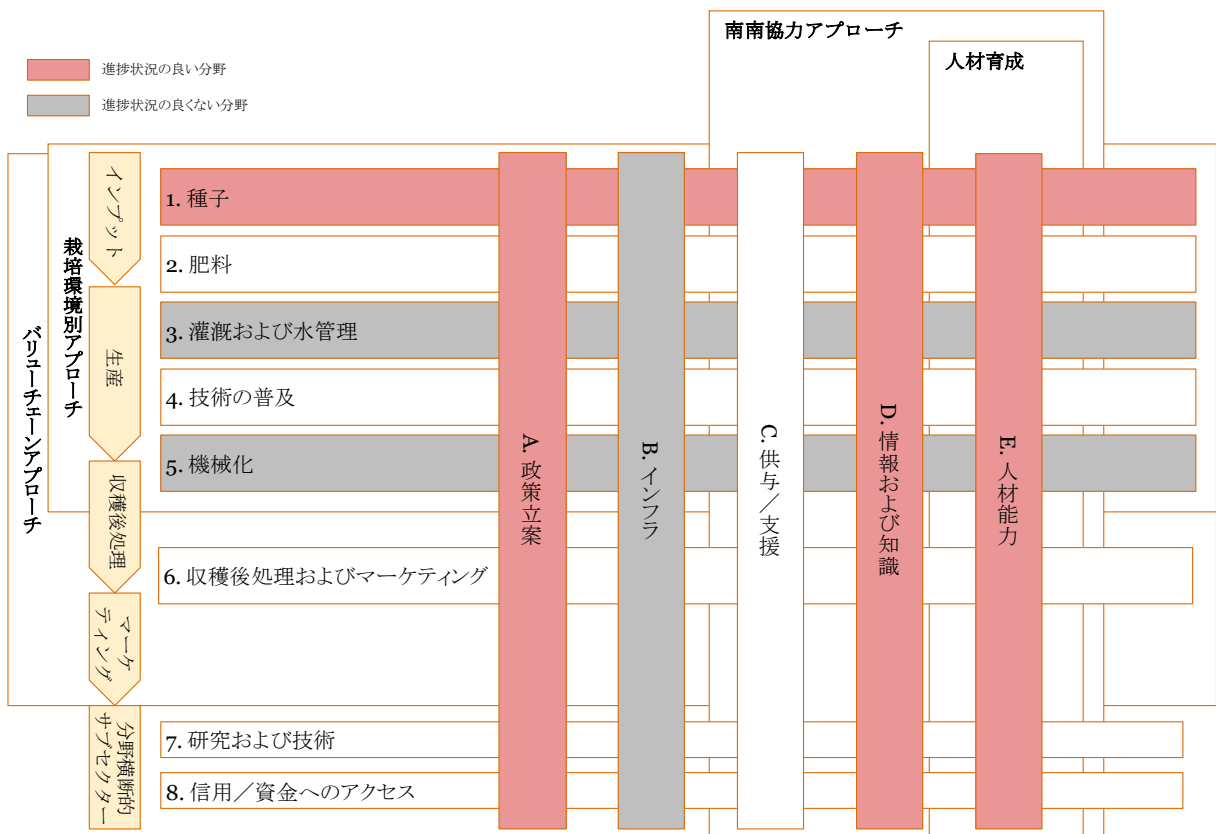 南南協力アプローチ
人材育成
進捗状況の良い分野
進捗状況の良くない分野
バリューチェーンアプローチ
栽培環境別アプローチ
インプット
生産
収穫後処理
マーケ
ティング
分野横断的
サブセクター
1. 種子
2. 肥料
3. 灌漑および水管理
4. 技術の普及
5. 機械化
6. 収穫後処理およびマーケティング
7. 研究および技術
8. 信用／資金へのアクセス
A. 政策立案
B. インフラ
C. 供与／支援
D. 情報および知識
E. 人材能力